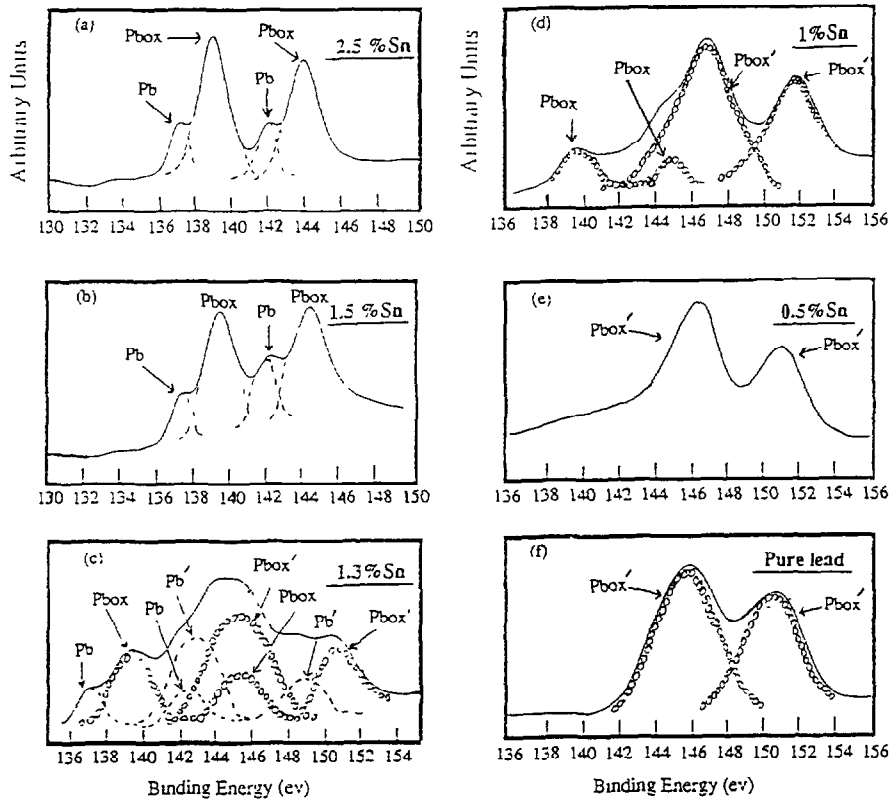 (a)
2.5 %Sn
Pbox
Pbox
Pb
Pb
Arbitrary Units
130 132 134 136 138 140 142 144 146 148 150
(d)
1%Sn
Pbox
Pbox
Pbox′
Pbox′
Arbitrary Units
136 138 140 142 144 146 148 150 152 154 156
(b)
1.5 %Sn
Pbox
Pb
Pbox
Pb
130 132 134 136 138 140 142 144 146 148 150
(e)
0.5%Sn
Pbox′
Pbox′
136 138 140 142 144 146 148 150 152 154 156
(c)
1.3%Sn
Pb
Pbox
Pb
Pb′
Pbox′
Pbox
Pb′
Pbox′
136 138 140 142 144 146 148 150 152 154
Binding Energy (ev)
(f)
Pure lead
Pbox′
Pbox′
136 138 140 142 144 146 148 150 152 154 156
Binding Energy (ev)